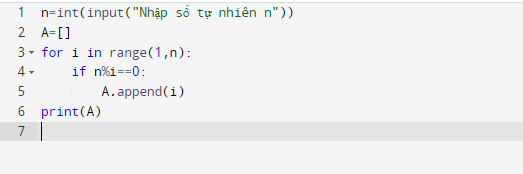 1 n=int(input("Nhập số tự nhiên n"))
2 A=[]
3 for i in range(1,n):
4     if n%i==0:
5         A.append(i)
6 print(A)
7